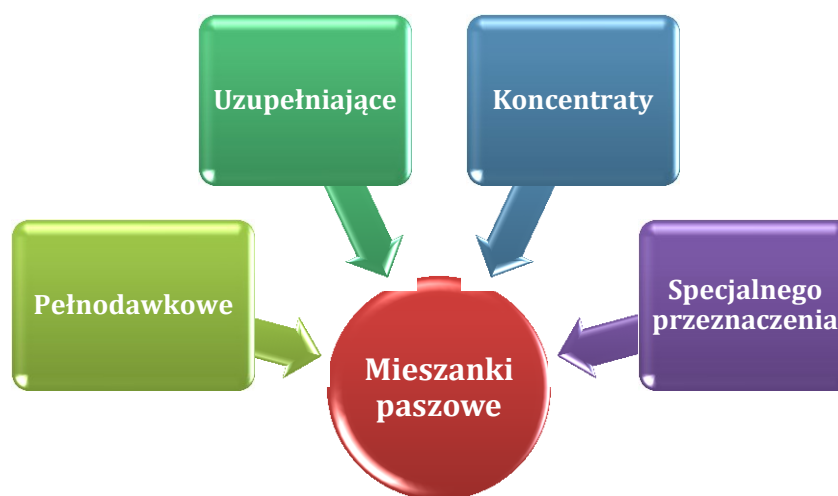 Uzupełniające
Koncentraty
Pełnodawkowe
Specjalnego
przeznaczenia
Mieszanki
paszowe